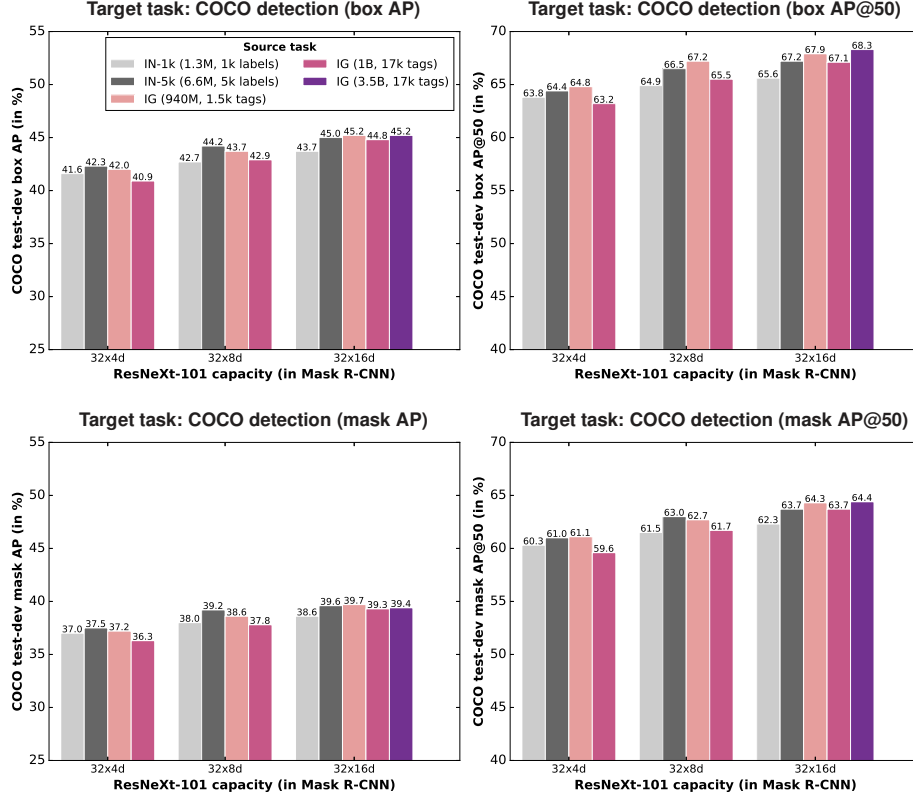 Target task: COCO detection (box AP)
COCO test-dev box AP (in %)
55
50
45
40
35
30
25
Source task
IN-1k (1.3M, 1k labels)
IN-5k (6.6M, 5k labels)
IG (940M, 1.5k tags)
IG (1B, 17k tags)
IG (3.5B, 17k tags)
41.6 42.3 42.0 40.9
42.7 44.2 43.7 42.9
43.7 45.0 45.2 44.8 45.2
32x4d 32x8d 32x16d
ResNeXt-101 capacity (in Mask R-CNN)
Target task: COCO detection (box AP@50)
COCO test-dev box AP@50 (in %)
70
65
60
55
50
45
40
63.8 64.4 64.8 63.2
64.9 66.5 67.2 65.5
65.6 67.2 67.9 67.1 68.3
32x4d 32x8d 32x16d
ResNeXt-101 capacity (in Mask R-CNN)
Target task: COCO detection (mask AP)
COCO test-dev mask AP (in %)
55
50
45
40
35
30
25
37.0 37.5 37.2 36.3
38.0 39.2 38.6 37.8
38.6 39.6 39.7 39.3 39.4
32x4d 32x8d 32x16d
ResNeXt-101 capacity (in Mask R-CNN)
Target task: COCO detection (mask AP@50)
COCO test-dev mask AP@50 (in %)
70
65
60
55
50
45
40
60.3 61.0 61.1 59.6
61.5 63.0 62.7 61.7
62.3 63.7 64.3 63.7 64.4
32x4d 32x8d 32x16d
ResNeXt-101 capacity (in Mask R-CNN)